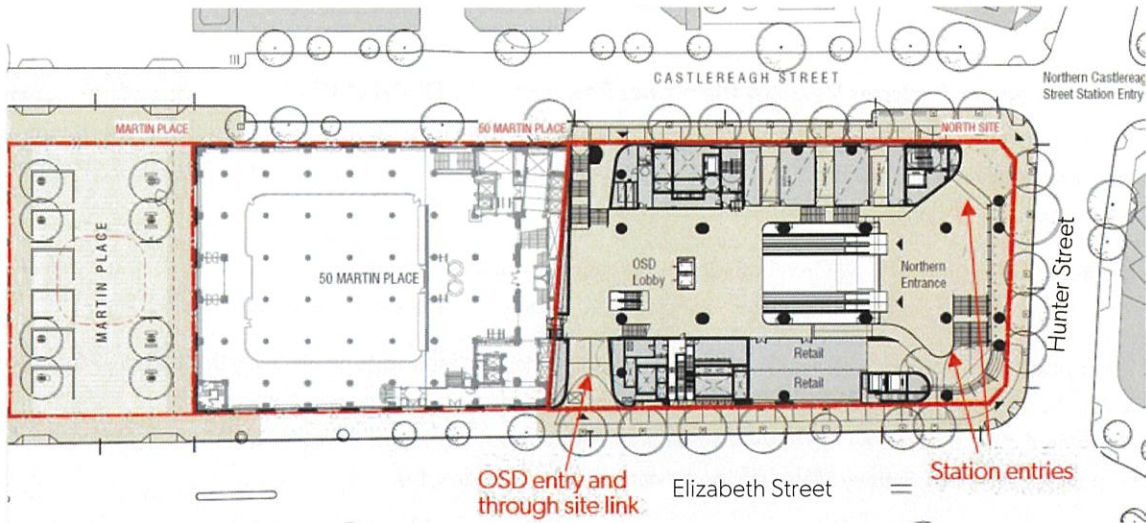 CASTLEREAGH STREET
Northern Castlereag
Street Station Entry
MARTIN PLACE
50 MARTIN PLACE
NORTH SITE
MARTIN PLACE
50 MARTIN PLACE
OSD
Lobby
Northern
Entrance
Hunter Street
Retail
Retail
OSD entry and
through site link
Elizabeth Street
Station entries